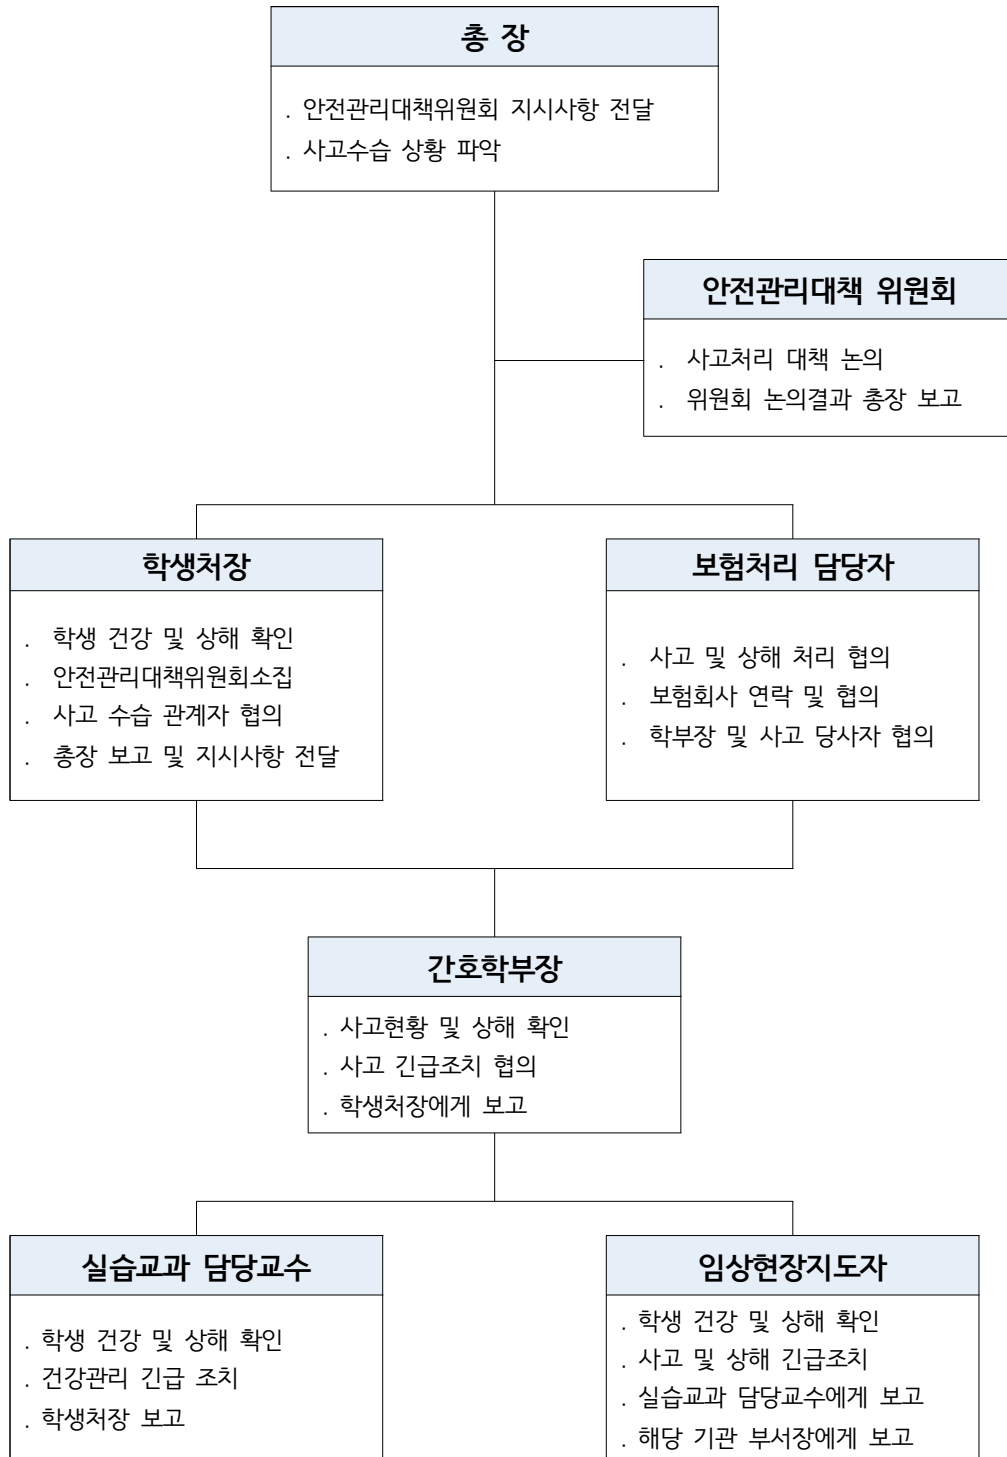 총 장
. 안전관리대책위원회 지시사항 전달
. 사고수습 상황 파악
안전관리대책 위원회
. 사고처리 대책 논의
. 위원회 논의결과 총장 보고
학생처장
. 학생 건강 및 상해 확인
. 안전관리대책위원회소집
. 사고 수습 관계자 협의
. 총장 보고 및 지시사항 전달
보험처리 담당자
. 사고 및 상해 처리 협의
. 보험회사 연락 및 협의
. 학부장 및 사고 당사자 협의
간호학부장
. 사고현황 및 상해 확인
. 사고 긴급조치 협의
. 학생처장에게 보고
실습교과 담당교수
. 학생 건강 및 상해 확인
. 건강관리 긴급 조치
. 학생처장 보고
임상현장지도자
. 학생 건강 및 상해 확인
. 사고 및 상해 긴급조치
. 실습교과 담당교수에게 보고
. 해당 기관 부서장에게 보고